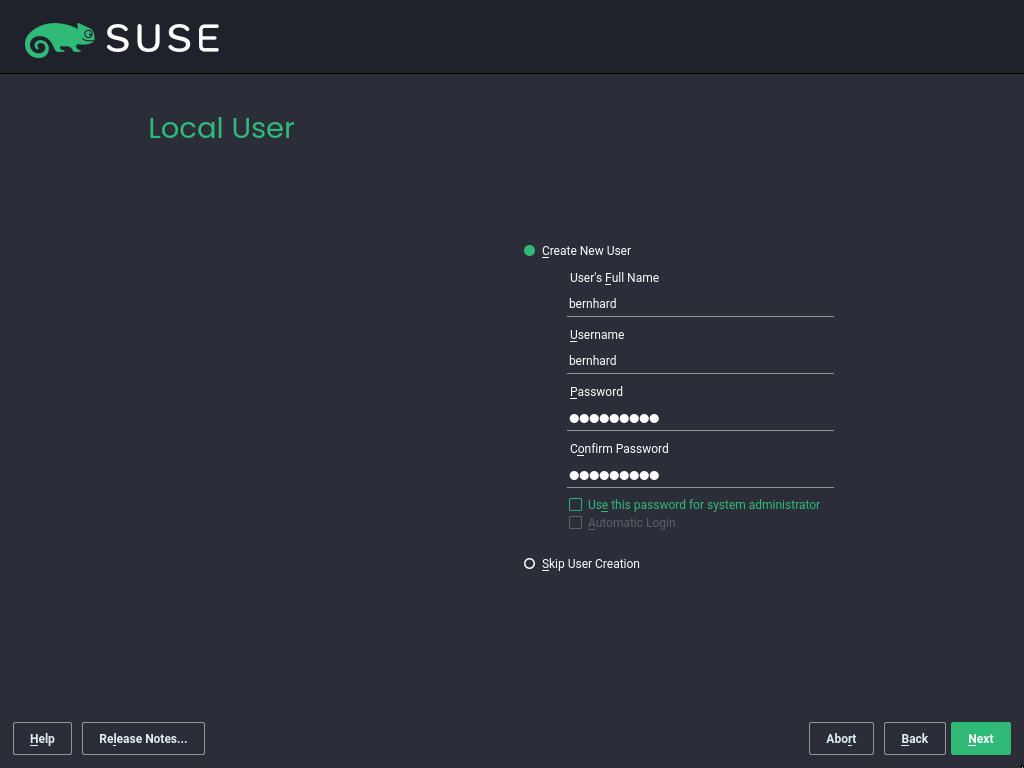 SUSE
Local User
Create New User
User's Full Name
bernhard
Username
bernhard
Password
●●●●●●●●●
Confirm Password
●●●●●●●●●
Use this password for system administrator
Automatic Login
Skip User Creation
Help Release Notes... Abort Back Next